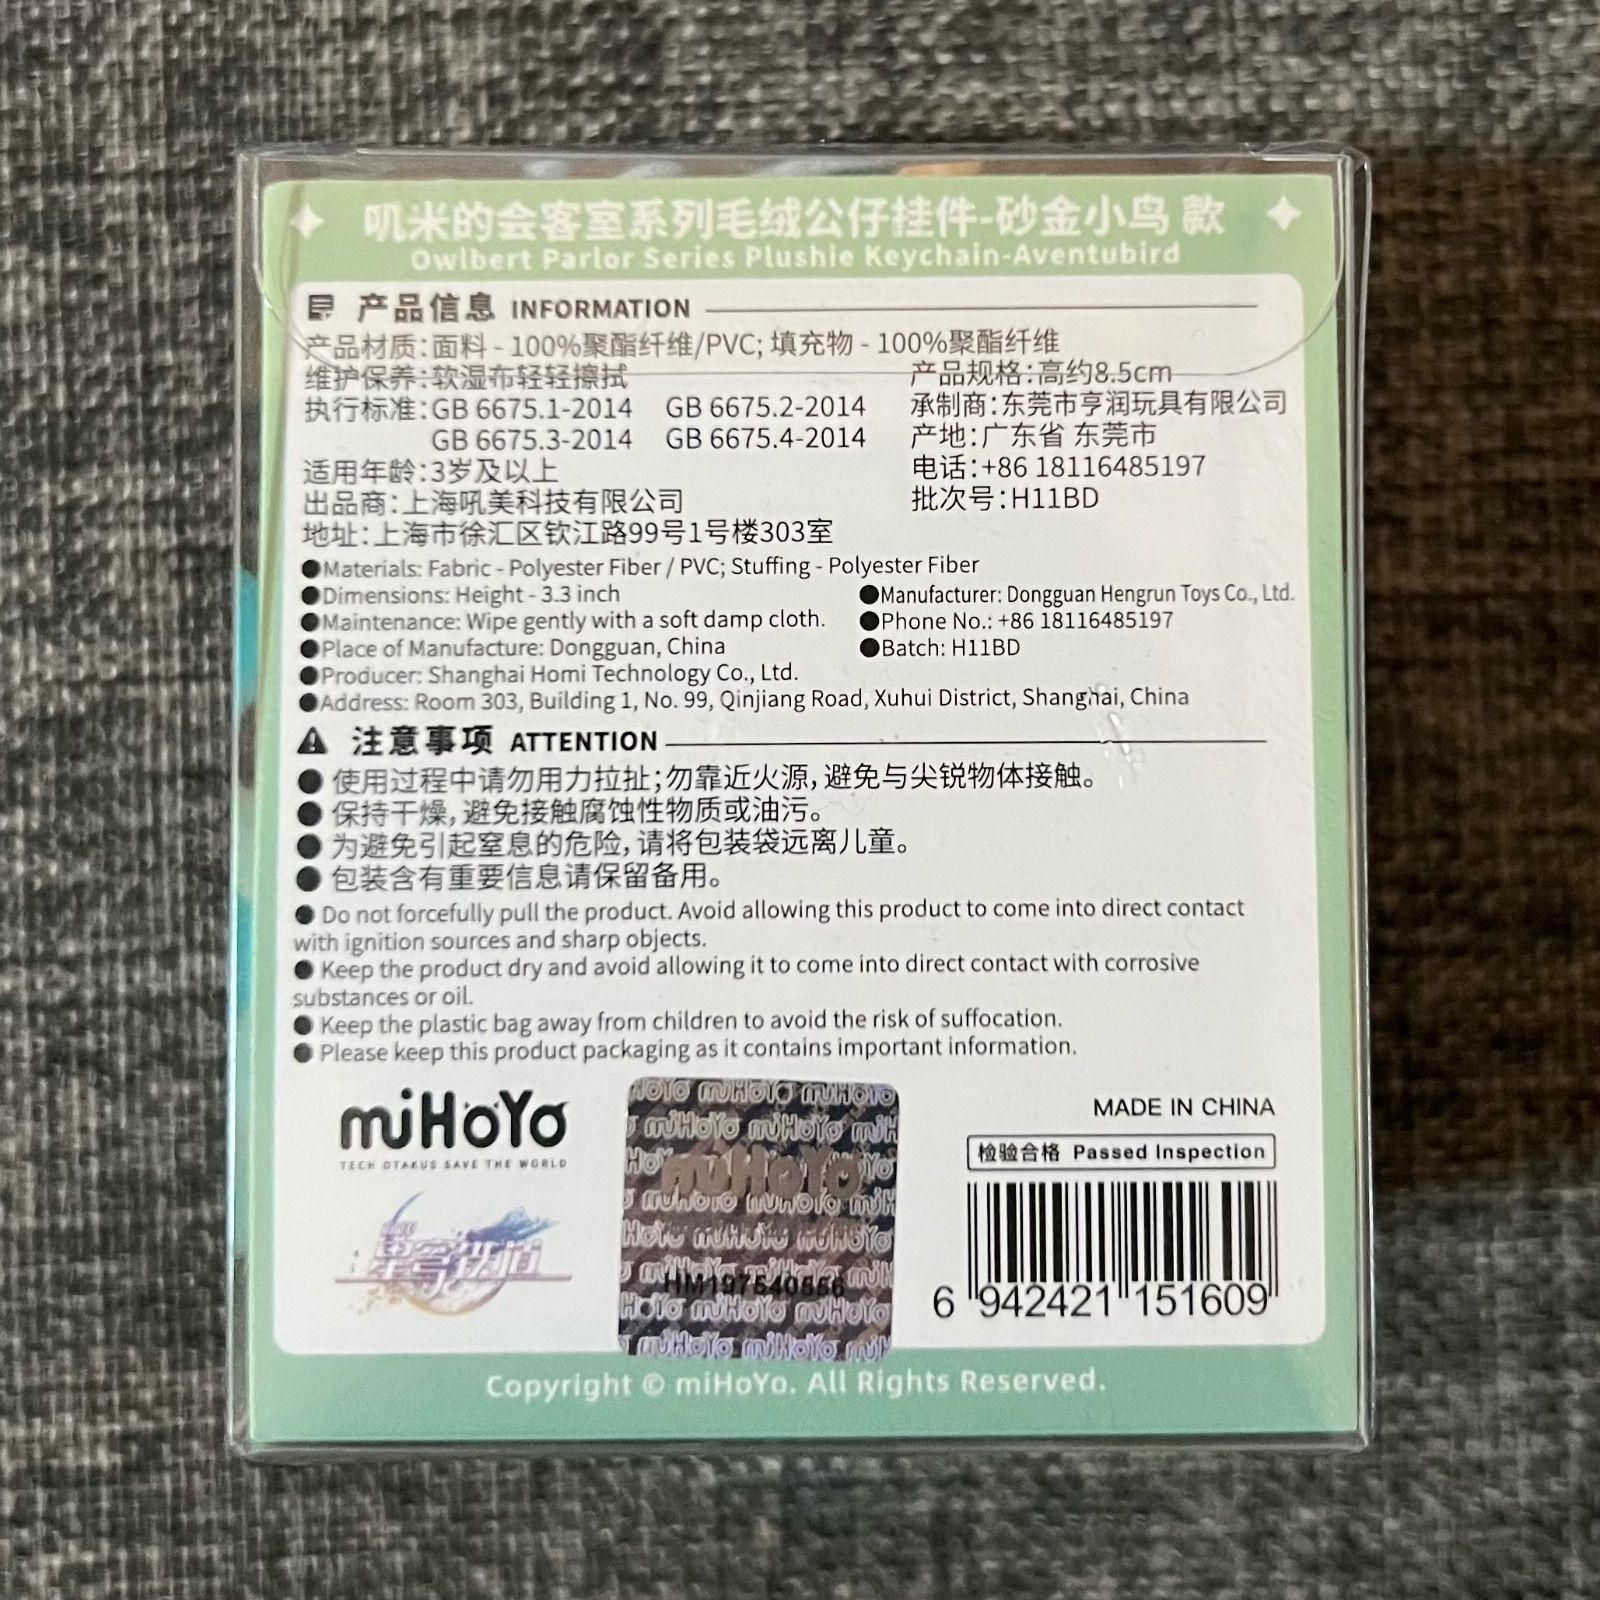 叽米的会客室系列毛绒公仔挂件-砂金小鸟 款
Owlbert Parlor Series Plushie Keychain-Aventubird
产品信息 INFORMATION
产品材质:面料 - 100%聚酯纤维/PVC; 填充物 - 100%聚酯纤维
维护保养:软湿布轻轻擦拭
产品规格:高约8.5cm
执行标准:GB 6675.1-2014 GB 6675.2-2014
承制商:东莞市亨润玩具有限公司
GB 6675.3-2014 GB 6675.4-2014
产地:广东省 东莞市
适用年龄:3岁及以上
电话:+86 18116485197
出品商:上海吼美科技有限公司
批次号:H11BD
地址:上海市徐汇区钦江路99号1号楼303室
●Materials: Fabric - Polyester Fiber / PVC; Stuffing - Polyester Fiber
●Dimensions: Height - 3.3 inch
●Manufacturer: Dongguan Hengrun Toys Co., Ltd.
●Maintenance: Wipe gently with a soft damp cloth.
●Phone No.: +86 18116485197
●Place of Manufacture: Dongguan, China
●Batch: H11BD
●Producer: Shanghai Homi Technology Co., Ltd.
●Address: Room 303, Building 1, No. 99, Qinjiang Road, Xuhui District, Shanghai, China
注意事项 ATTENTION
● 使用过程中请勿用力拉扯;勿靠近火源,避免与尖锐物体接触。
● 保持干燥,避免接触腐蚀性物质或油污。
● 为避免引起窒息的危险,请将包装袋远离儿童。
● 包装含有重要信息请保留备用。
● Do not forcefully pull the product. Avoid allowing this product to come into direct contact
with ignition sources and sharp objects.
● Keep the product dry and avoid allowing it to come into direct contact with corrosive
substances or oil.
● Keep the plastic bag away from children to avoid the risk of suffocation.
● Please keep this product packaging as it contains important information.
miHoYo
TECH OTAKUS SAVE THE WORLD
崩坏
星穹铁道
miHoYo
MADE IN CHINA
检验合格 Passed Inspection
6 942421 151609
Copyright © miHoYo. All Rights Reserved.